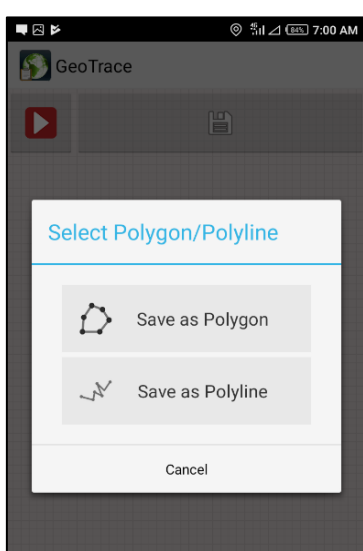 84% 7:00 AM
GeoTrace
Select Polygon/Polyline
Save as Polygon
Save as Polyline
Cancel